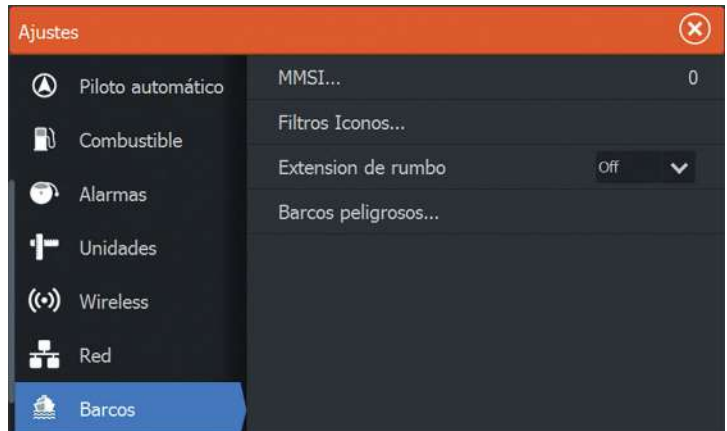 Ajustes
Piloto automático
Combustible
Alarmas
Unidades
Wireless
Red
Barcos
MMSI... 0
Filtros Iconos...
Extension de rumbo Off
Barcos peligrosos...